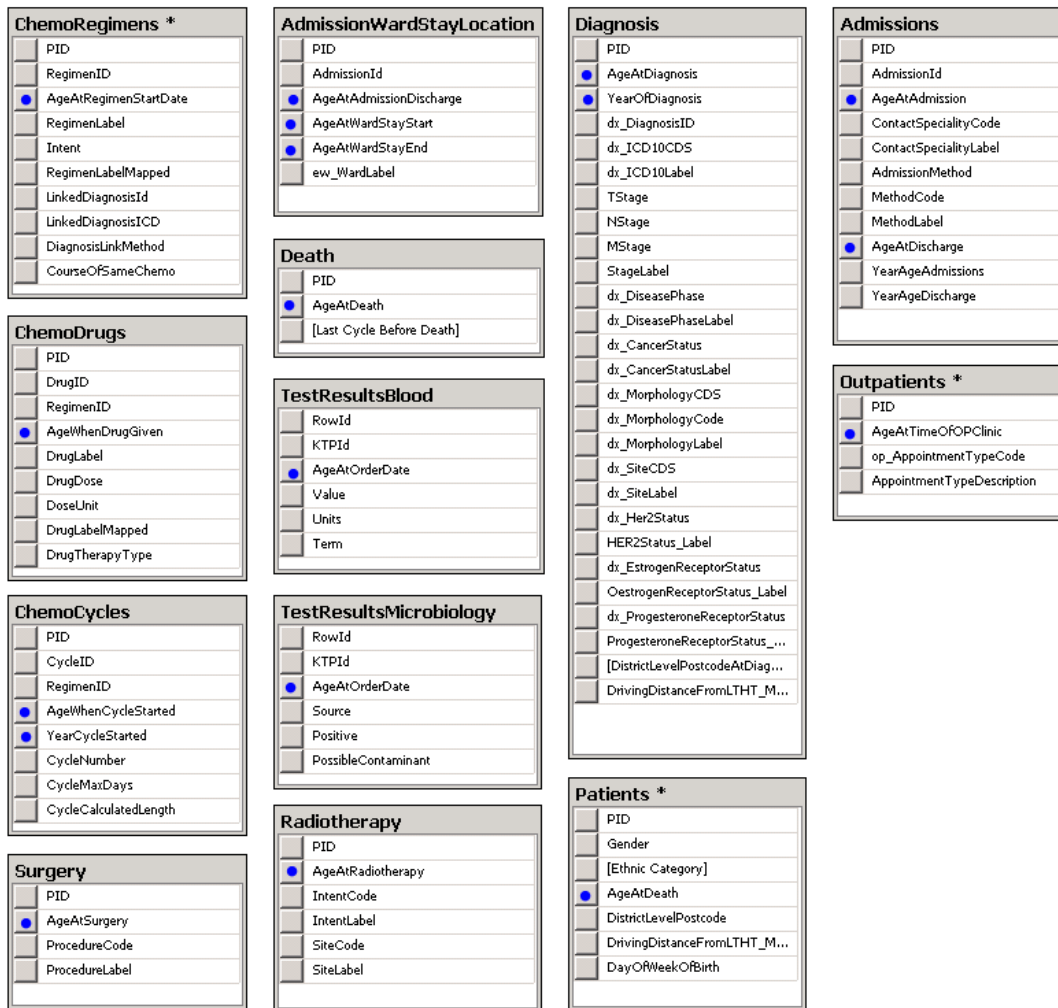 ChemoRegimens *
PID
RegimenID
AgeAtRegimenStartDate
RegimenLabel
Intent
RegimenLabelMapped
LinkedDiagnosisId
LinkedDiagnosisICD
DiagnosisLinkMethod
CourseOfSameChemo
ChemoDrugs
PID
DrugID
RegimenID
AgeWhenDrugGiven
DrugLabel
DrugDose
DoseUnit
DrugLabelMapped
DrugTherapyType
ChemoCycles
PID
CycleID
RegimenID
AgeWhenCycleStarted
YearCycleStarted
CycleNumber
CycleMaxDays
CycleCalculatedLength
Surgery
PID
AgeAtSurgery
ProcedureCode
ProcedureLabel
AdmissionWardStayLocation
PID
AdmissionId
AgeAtAdmissionDischarge
AgeAtWardStayStart
AgeAtWardStayEnd
ew_WardLabel
Death
PID
AgeAtDeath
[Last Cycle Before Death]
TestResultsBlood
RowId
KTPId
AgeAtOrderDate
Value
Units
Term
TestResultsMicrobiology
RowId
KTPId
AgeAtOrderDate
Source
Positive
PossibleContaminant
Radiotherapy
PID
AgeAtRadiotherapy
IntentCode
IntentLabel
SiteCode
SiteLabel
Diagnosis
PID
AgeAtDiagnosis
YearOfDiagnosis
dx_DiagnosisID
dx_ICD10CDS
dx_ICD10Label
TStage
NStage
MStage
StageLabel
dx_DiseasePhase
dx_DiseasePhaseLabel
dx_CancerStatus
dx_CancerStatusLabel
dx_MorphologyCDS
dx_MorphologyCode
dx_MorphologyLabel
dx_SiteCDS
dx_SiteLabel
dx_Her2Status
HER2Status_Label
dx_EstrogenReceptorStatus
OestrogenReceptorStatus_Label
dx_ProgesteroneReceptorStatus
ProgesteroneReceptorStatus_...
[DistrictLevelPostcodeAtDiag...
DrivingDistanceFromLTHT_M...
Patients *
PID
Gender
[Ethnic Category]
AgeAtDeath
DistrictLevelPostcode
DrivingDistanceFromLTHT_M...
DayOfWeekOfBirth
Admissions
PID
AdmissionId
AgeAtAdmission
ContactSpecialityCode
ContactSpecialityLabel
AdmissionMethod
MethodCode
MethodLabel
AgeAtDischarge
YearAgeAdmissions
YearAgeDischarge
Outpatients *
PID
AgeAtTimeOfOPClinic
op_AppointmentTypeCode
AppointmentTypeDescription